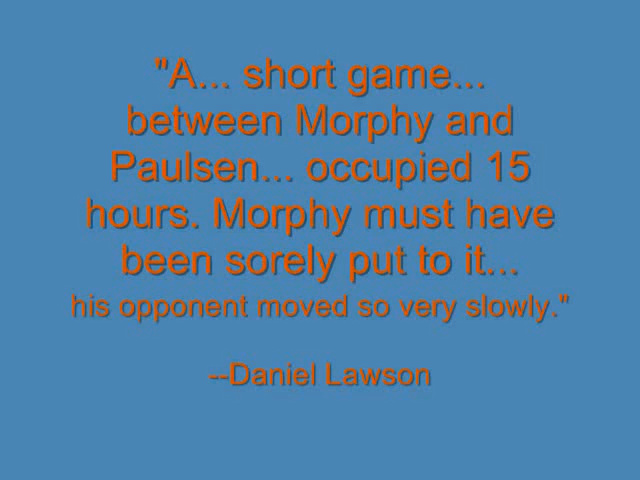 "A... short game...
between Morphy and
Paulsen... occupied 15
hours. Morphy must have
been sorely put to it...
his opponent moved so very slowly."
--Daniel Lawson